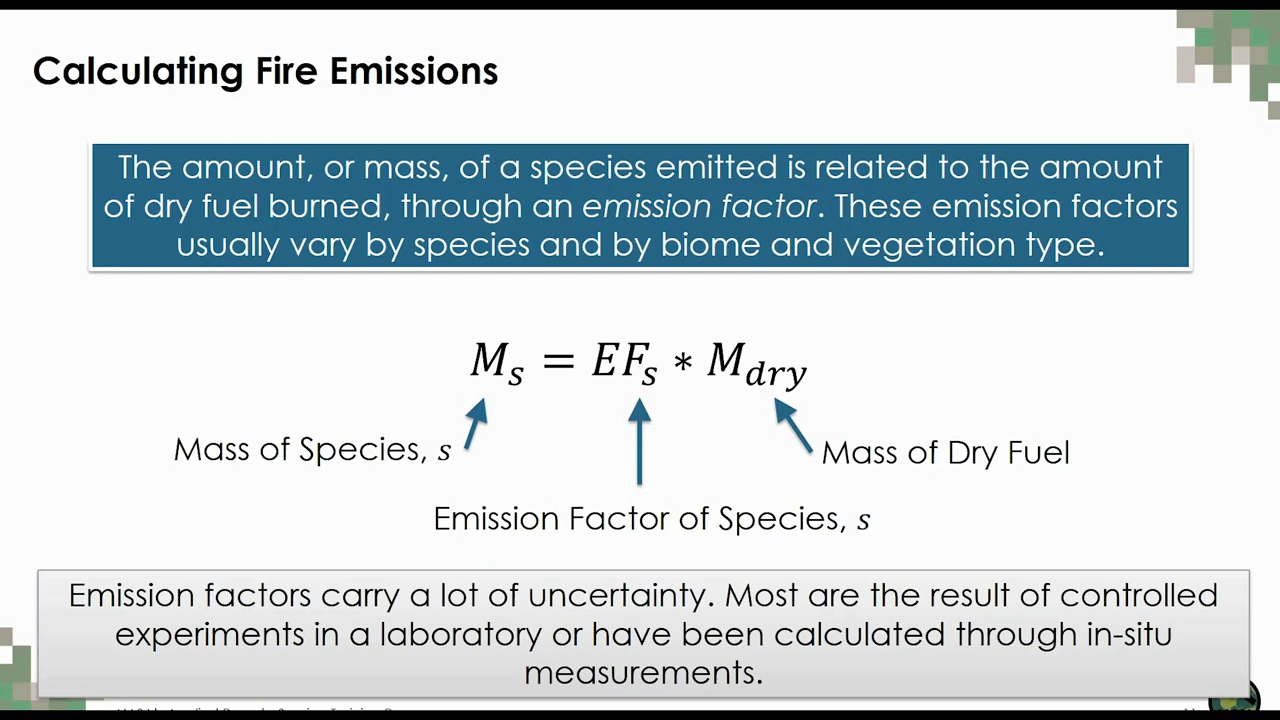 Calculating Fire Emissions
The amount, or mass, of a species emitted is related to the amount
of dry fuel burned, through an emission factor. These emission factors
usually vary by species and by biome and vegetation type.
M_s = EF_s * M_dry
Mass of Species, s
Mass of Dry Fuel
Emission Factor of Species, s
Emission factors carry a lot of uncertainty. Most are the result of controlled
experiments in a laboratory or have been calculated through in-situ
measurements.